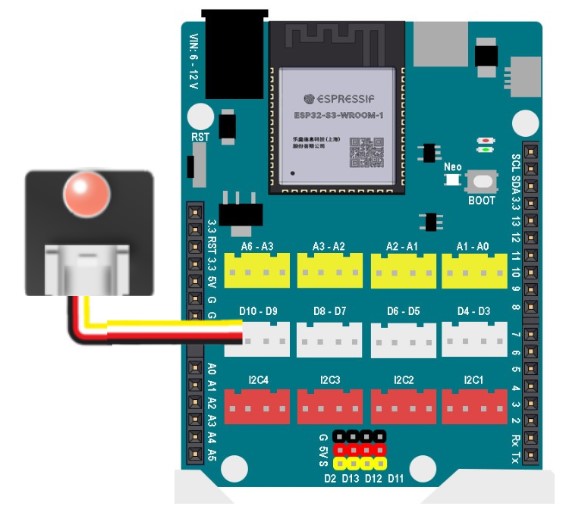 VIN: 6 - 12 V
ESPRESSIF
ESP32-S3-WROOM-1
乐鑫信息科技(上海)
股份有限公司
RST
Neo
BOOT
3.3 RST 3.3 5V G G
A0 A1 A2 A3 A4 A5
SCL SDA 3.3 13 12 11 10 9 8
7 6 5 4 3 2 Rx Tx
A6 - A3 A3 - A2 A2 - A1 A1 - A0
D10 - D9 D8 - D7 D6 - D5 D4 - D3
I2C4 I2C3 I2C2 I2C1
G 5V S
D2 D13 D12 D11